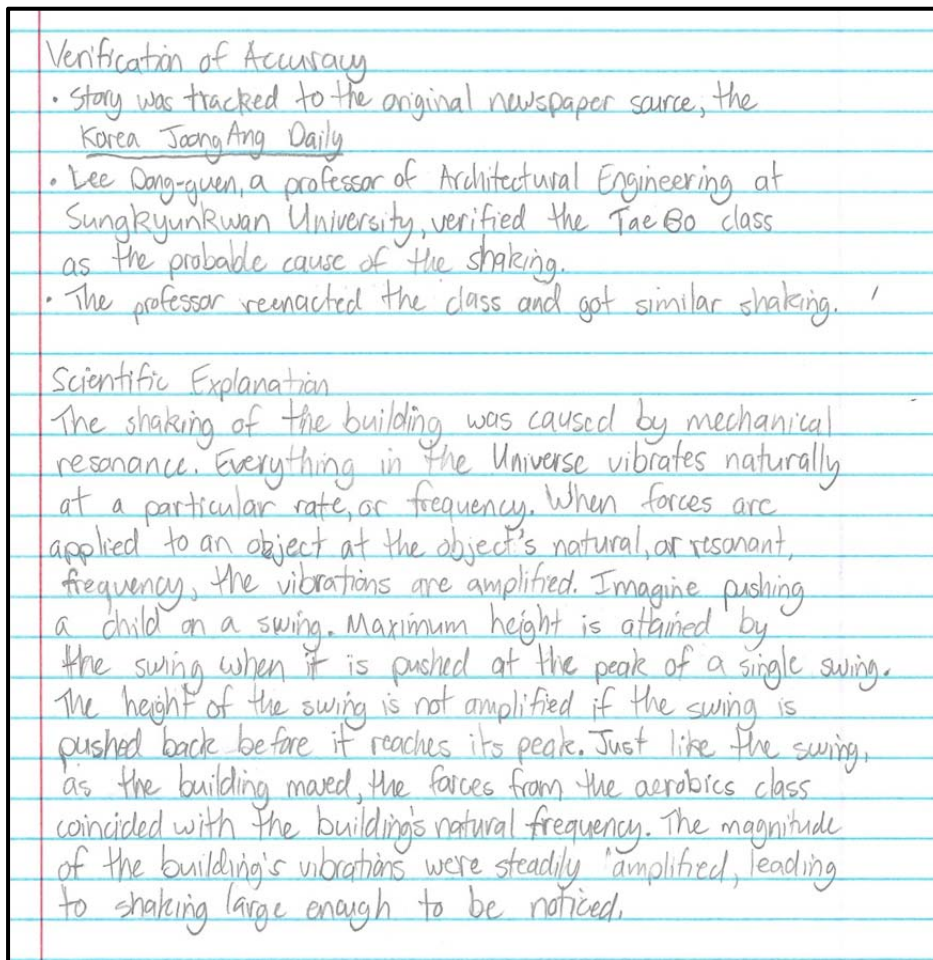 Verification of Accuracy
· Story was tracked to the original newspaper source, the
Korea JoongAng Daily
· Lee Dong-guen, a professor of Architectural Engineering at
Sungkyunkwan University, verified the Tae Bo class
as the probable cause of the shaking.
· The professor reenacted the class and got similar shaking.
Scientific Explanation
The shaking of the building was caused by mechanical
resonance. Everything in the Universe vibrates naturally
at a particular rate, or frequency. When forces are
applied to an object at the object's natural, or resonant,
frequency, the vibrations are amplified. Imagine pushing
a child on a swing. Maximum height is attained by
the swing when it is pushed at the peak of a single swing.
The height of the swing is not amplified if the swing is
pushed back before it reaches its peak. Just like the swing,
as the building moved, the forces from the aerobics class
coincided with the building's natural frequency. The magnitude
of the building's vibrations were steadily amplified, leading
to shaking large enough to be noticed.